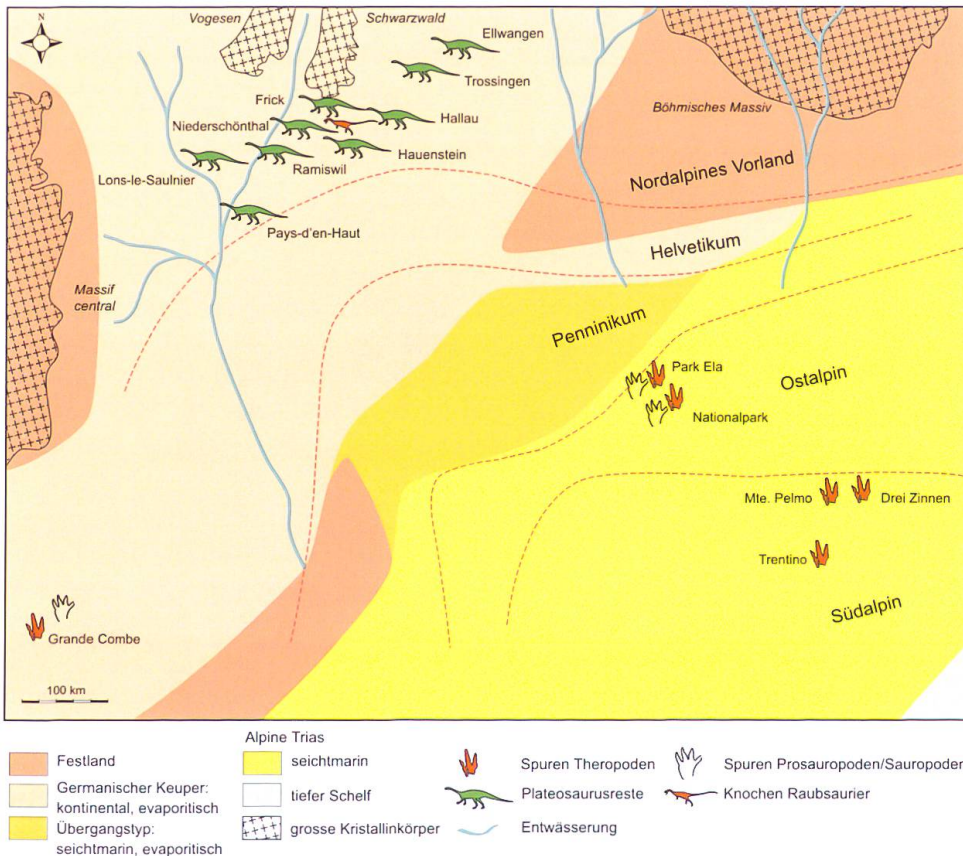 N
Vogesen
Schwarzwald
Ellwangen
Trossingen
Frick
Niederschönthal
Hallau
Böhmisches Massiv
Hauenstein
Lons-le-Saulnier
Ramiswil
Nordalpines Vorland
Pays-d'en-Haut
Helvetikum
Massif
central
Penninikum
Park Ela
Ostalpin
Nationalpark
Mte. Pelmo
Drei Zinnen
Trentino
Südalpin
Grande Combe
100 km
Festland
Germanischer Keuper:
kontinental, evaporitisch
Übergangstyp:
seichtmarin, evaporitisch
Alpine Trias
seichtmarin
tiefer Schelf
grosse Kristallinkörper
Spuren Theropoden
Plateosaurusreste
Entwässerung
Spuren Prosauropoden/Sauropoden
Knochen Raubsaurier